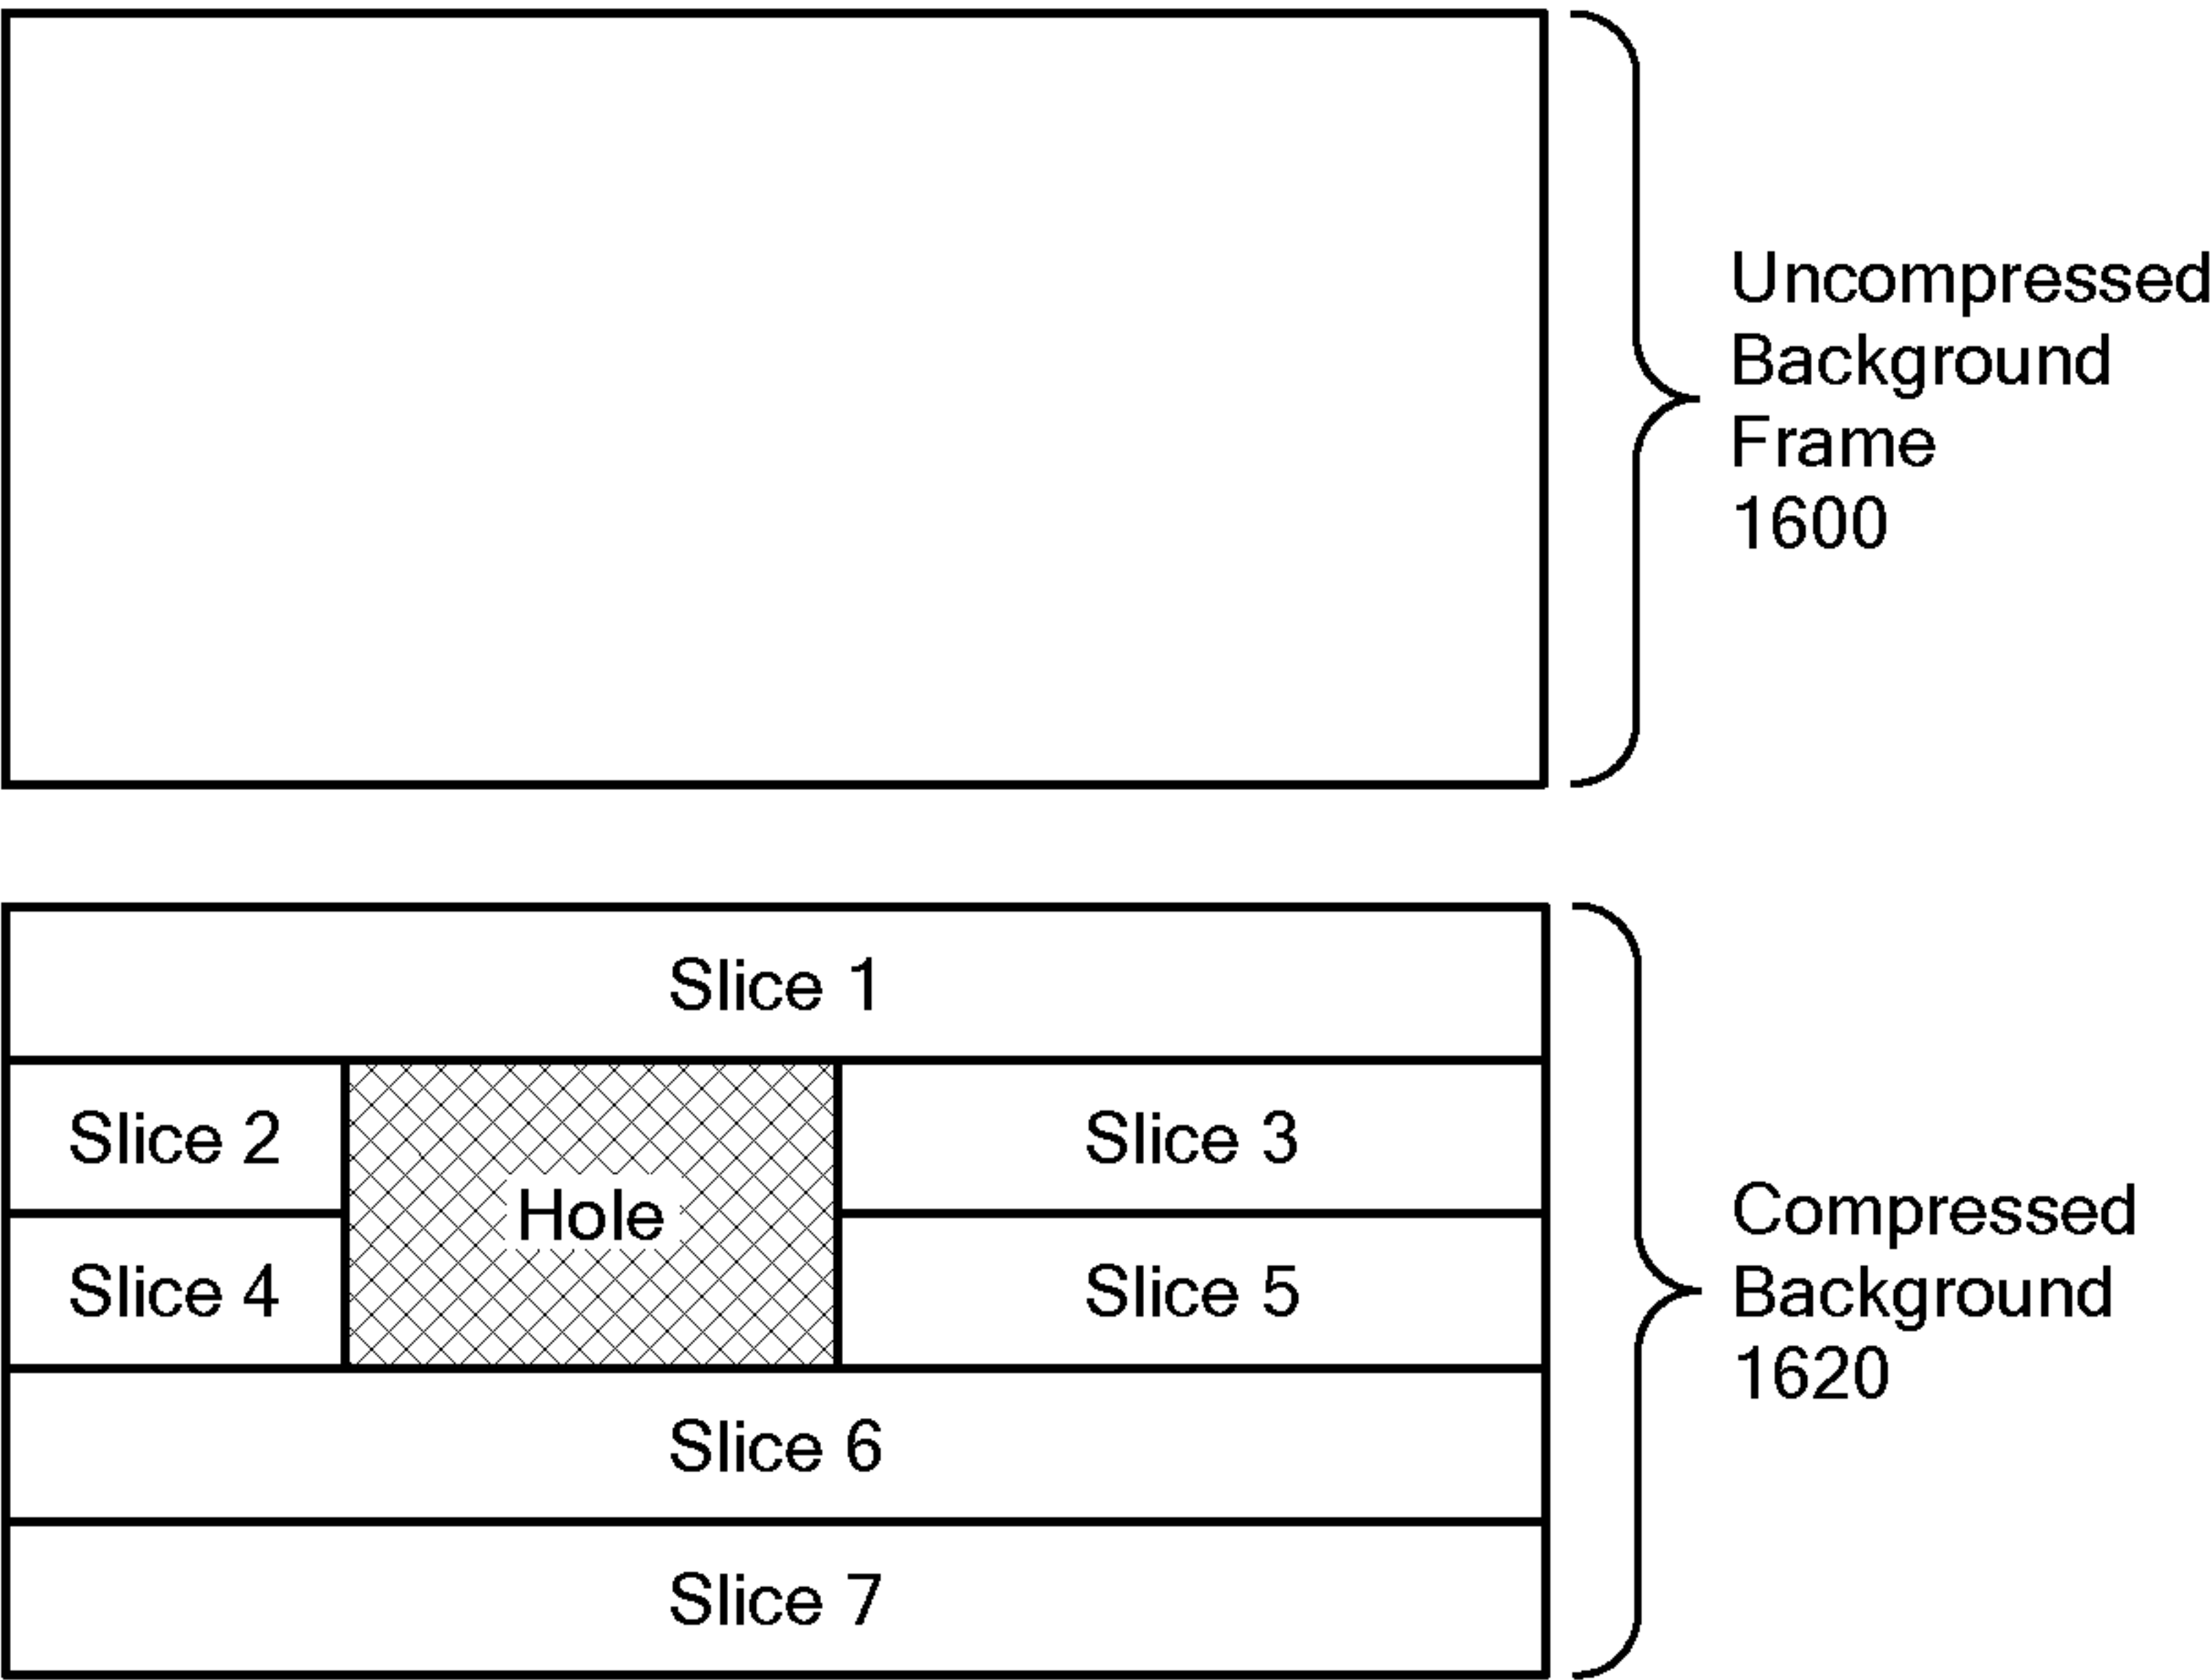 Uncompressed
Background
Frame
1600
Slice 1
Slice 2
Slice 3
Hole
Slice 4
Slice 5
Slice 6
Slice 7
Compressed
Background
1620